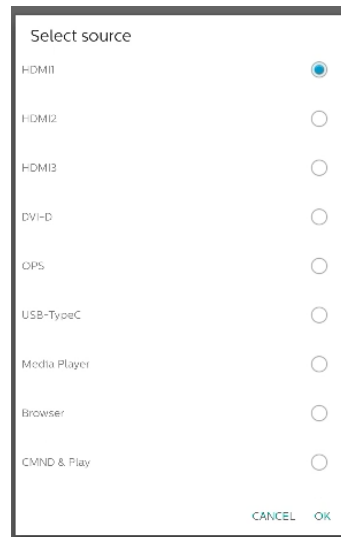 Select source
HDMI1
HDMI2
HDMI3
DVI-D
OPS
USB-TypeC
Media Player
Browser
CMND & Play
CANCEL OK